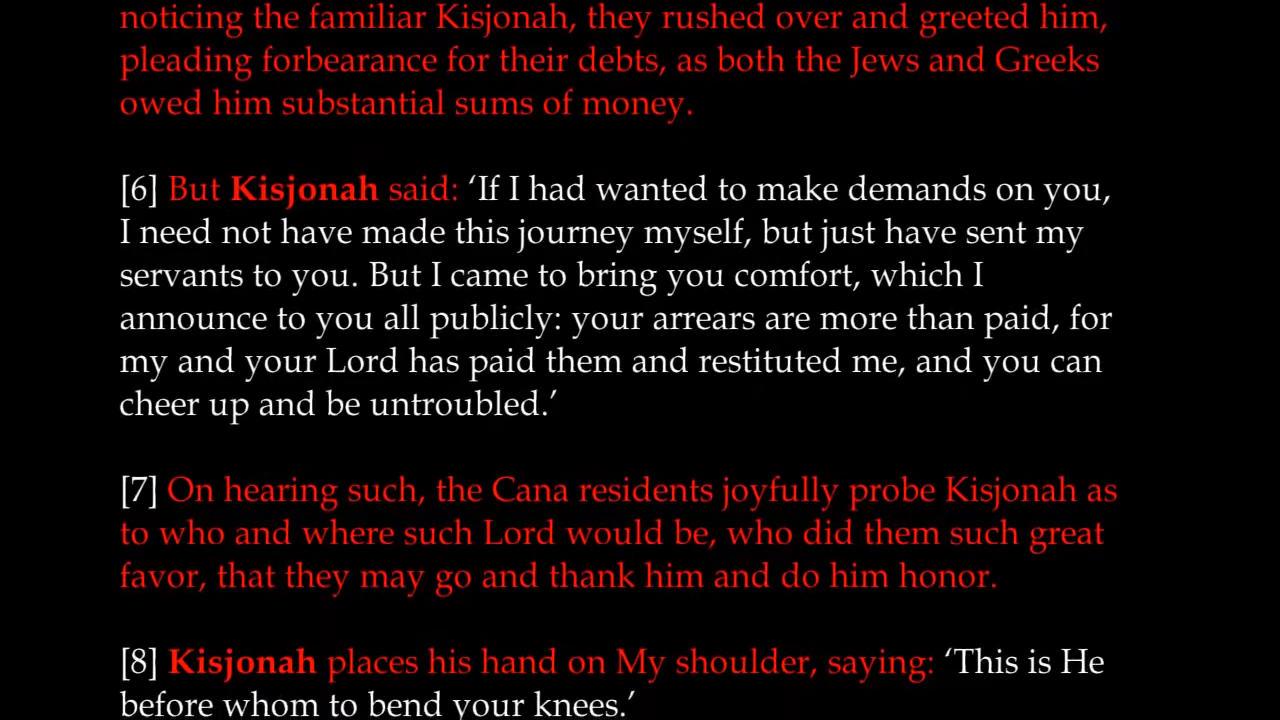 noticing the familiar Kisjonah, they rushed over and greeted him,
pleading forbearance for their debts, as both the Jews and Greeks
owed him substantial sums of money.
[6] But Kisjonah said: ‘If I had wanted to make demands on you,
I need not have made this journey myself, but just have sent my
servants to you. But I came to bring you comfort, which I
announce to you all publicly: your arrears are more than paid, for
my and your Lord has paid them and restituted me, and you can
cheer up and be untroubled.’
[7] On hearing such, the Cana residents joyfully probe Kisjonah as
to who and where such Lord would be, who did them such great
favor, that they may go and thank him and do him honor.
[8] Kisjonah places his hand on My shoulder, saying: ‘This is He
before whom to bend your knees.’